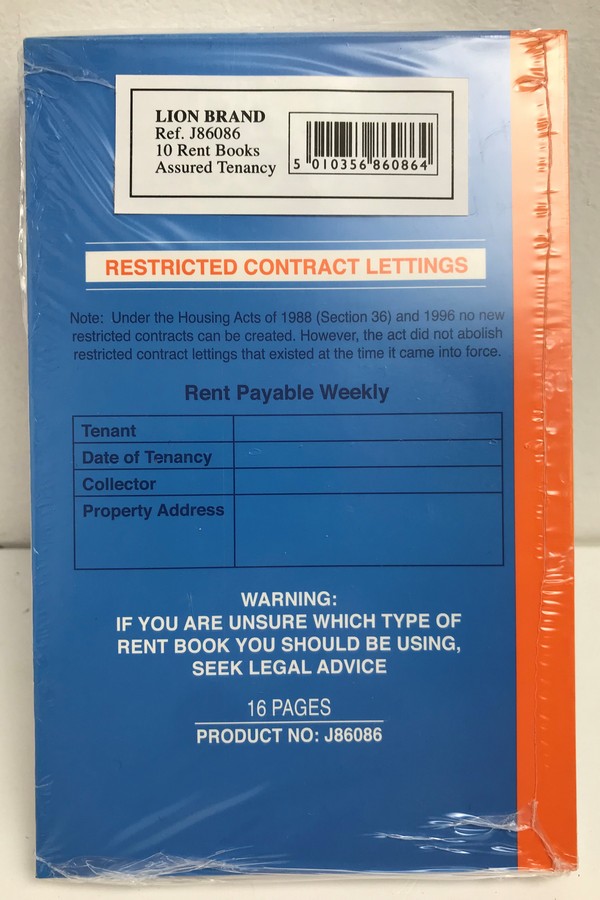 LION BRAND
Ref. J86086
10 Rent Books
Assured Tenancy
5 010356 860864
RESTRICTED CONTRACT LETTINGS
Note: Under the Housing Acts of 1988 (Section 36) and 1996 no new
restricted contracts can be created. However, the act did not abolish
restricted contract lettings that existed at the time it came into force.
Rent Payable Weekly
Tenant
Date of Tenancy
Collector
Property Address
WARNING:
IF YOU ARE UNSURE WHICH TYPE OF
RENT BOOK YOU SHOULD BE USING,
SEEK LEGAL ADVICE
16 PAGES
PRODUCT NO: J86086